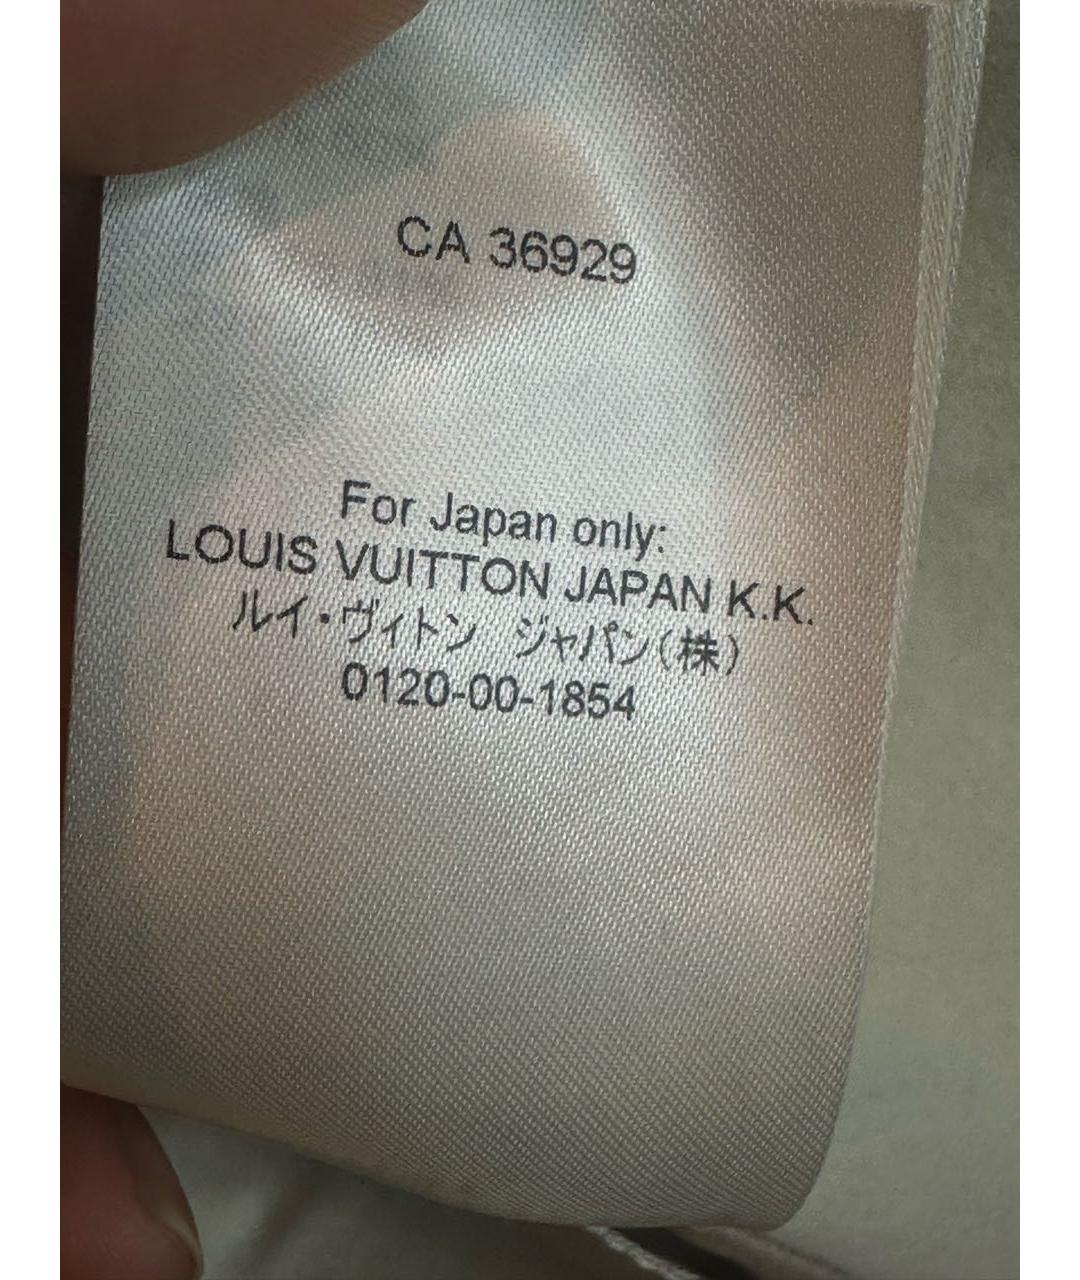 CA 36929
For Japan only:
LOUIS VUITTON JAPAN K.K.
ルイ・ヴィトン ジャパン(株)
0120-00-1854